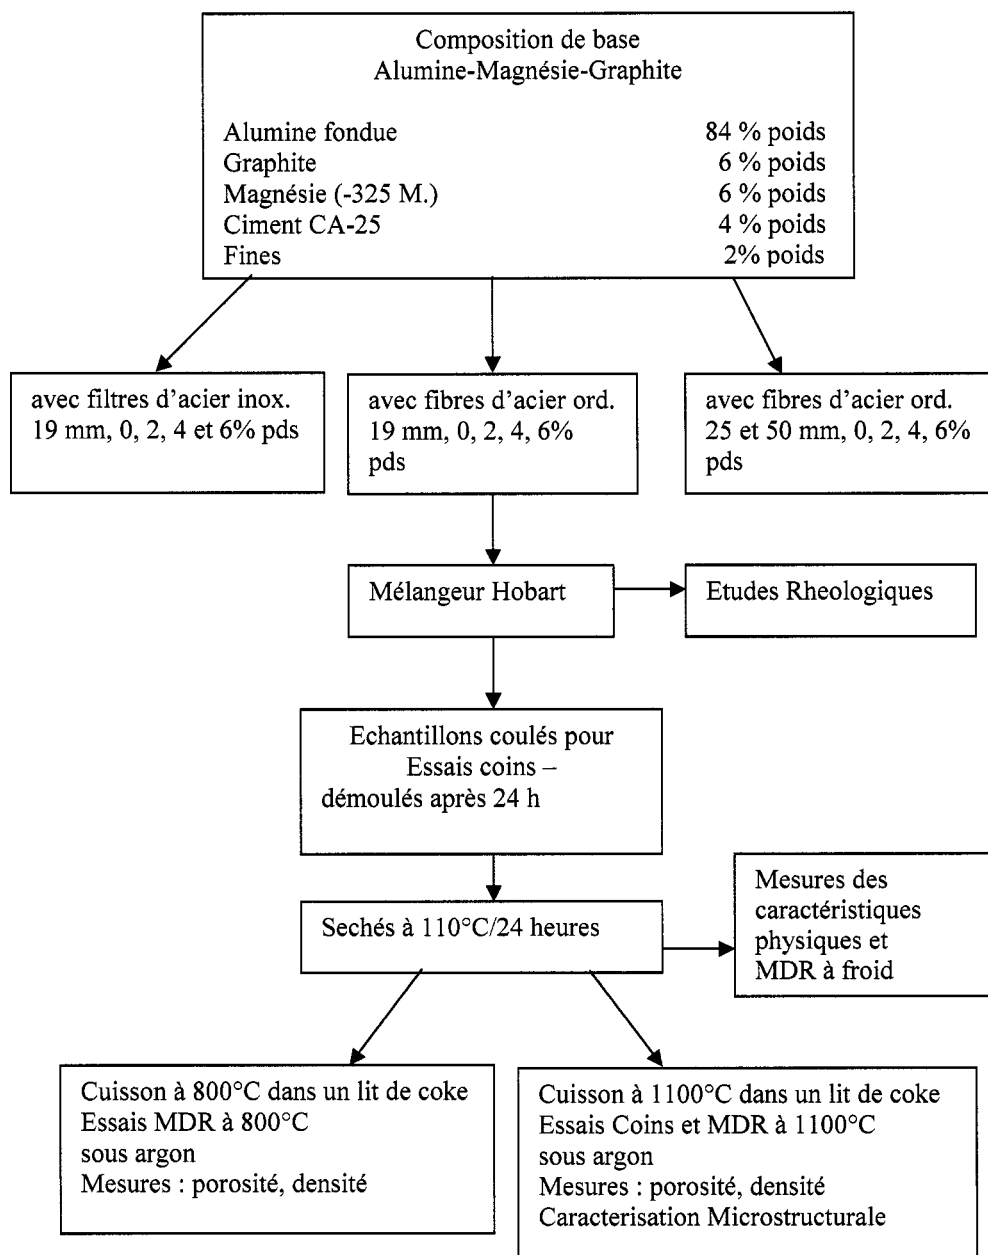 Composition de base
Alumine-Magnésie-Graphite
Alumine fondue 84 % poids
Graphite 6 % poids
Magnésie (-325 M.) 6 % poids
Ciment CA-25 4 % poids
Fines 2% poids
avec filtres d'acier inox.
19 mm, 0, 2, 4 et 6% pds
avec fibres d'acier ord.
19 mm, 0, 2, 4, 6%
pds
avec fibres d'acier ord.
25 et 50 mm, 0, 2, 4, 6%
pds
Mélangeur Hobart
Etudes Rheologiques
Echantillons coulés pour
Essais coins –
démoulés après 24 h
Sechés à 110°C/24 heures
Mesures des
caractéristiques
physiques et
MDR à froid
Cuisson à 800°C dans un lit de coke
Essais MDR à 800°C
sous argon
Mesures : porosité, densité
Cuisson à 1100°C dans un lit de coke
Essais Coins et MDR à 1100°C
sous argon
Mesures : porosité, densité
Caracterisation Microstructurale